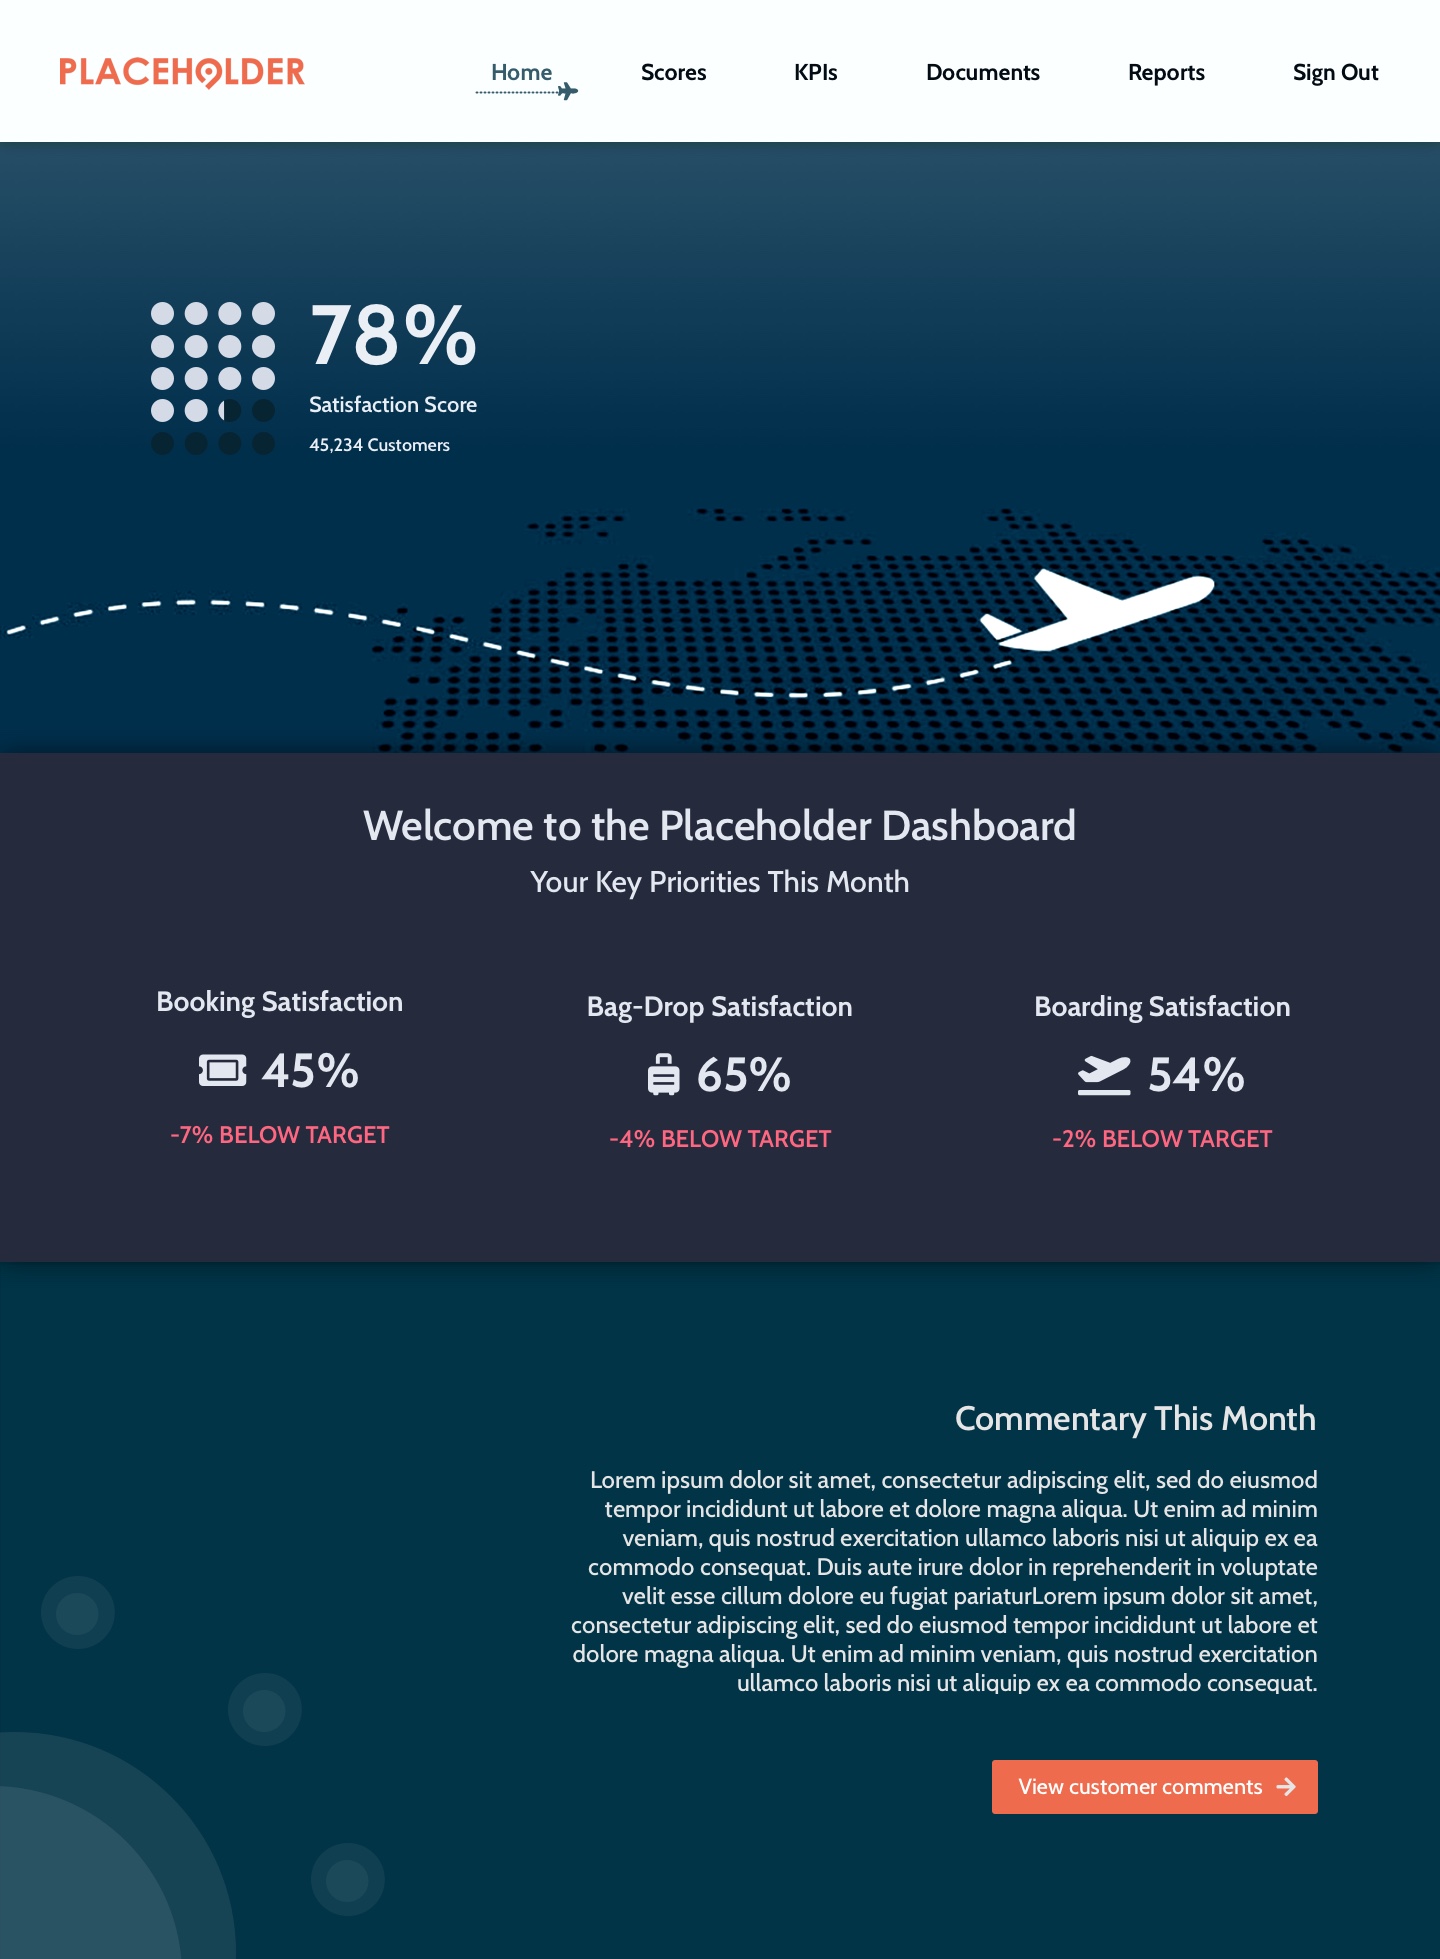 PLACEHOLDER
Home
Scores
KPIs
Documents
Reports
Sign Out
78%
Satisfaction Score
45,234 Customers
Welcome to the Placeholder Dashboard
Your Key Priorities This Month
Booking Satisfaction
45%
-7% BELOW TARGET
Bag-Drop Satisfaction
65%
-4% BELOW TARGET
Boarding Satisfaction
54%
-2% BELOW TARGET
Commentary This Month
Lorem ipsum dolor sit amet, consectetur adipiscing elit, sed do eiusmod
tempor incididunt ut labore et dolore magna aliqua. Ut enim ad minim
veniam, quis nostrud exercitation ullamco laboris nisi ut aliquip ex ea
commodo consequat. Duis aute irure dolor in reprehenderit in voluptate
velit esse cillum dolore eu fugiat pariaturLorem ipsum dolor sit amet,
consectetur adipiscing elit, sed do eiusmod tempor incididunt ut labore et
dolore magna aliqua. Ut enim ad minim veniam, quis nostrud exercitation
ullamco laboris nisi ut aliquip ex ea commodo consequat.
View customer comments